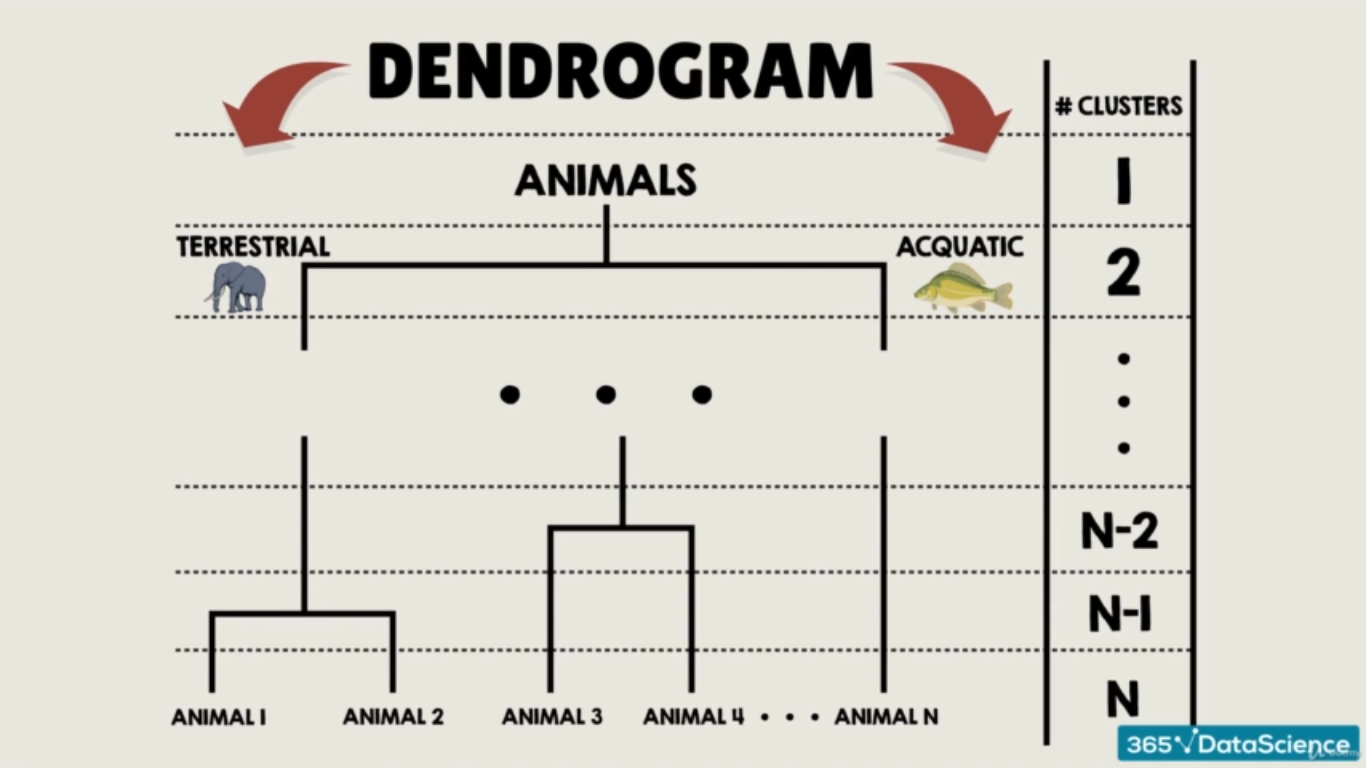 DENDROGRAM
# CLUSTERS
ANIMALS
1
TERRESTRIAL
ACQUATIC
2
N-2
N-1
N
ANIMAL 1 ANIMAL 2 ANIMAL 3 ANIMAL 4 • • • ANIMAL N
365 DataScience